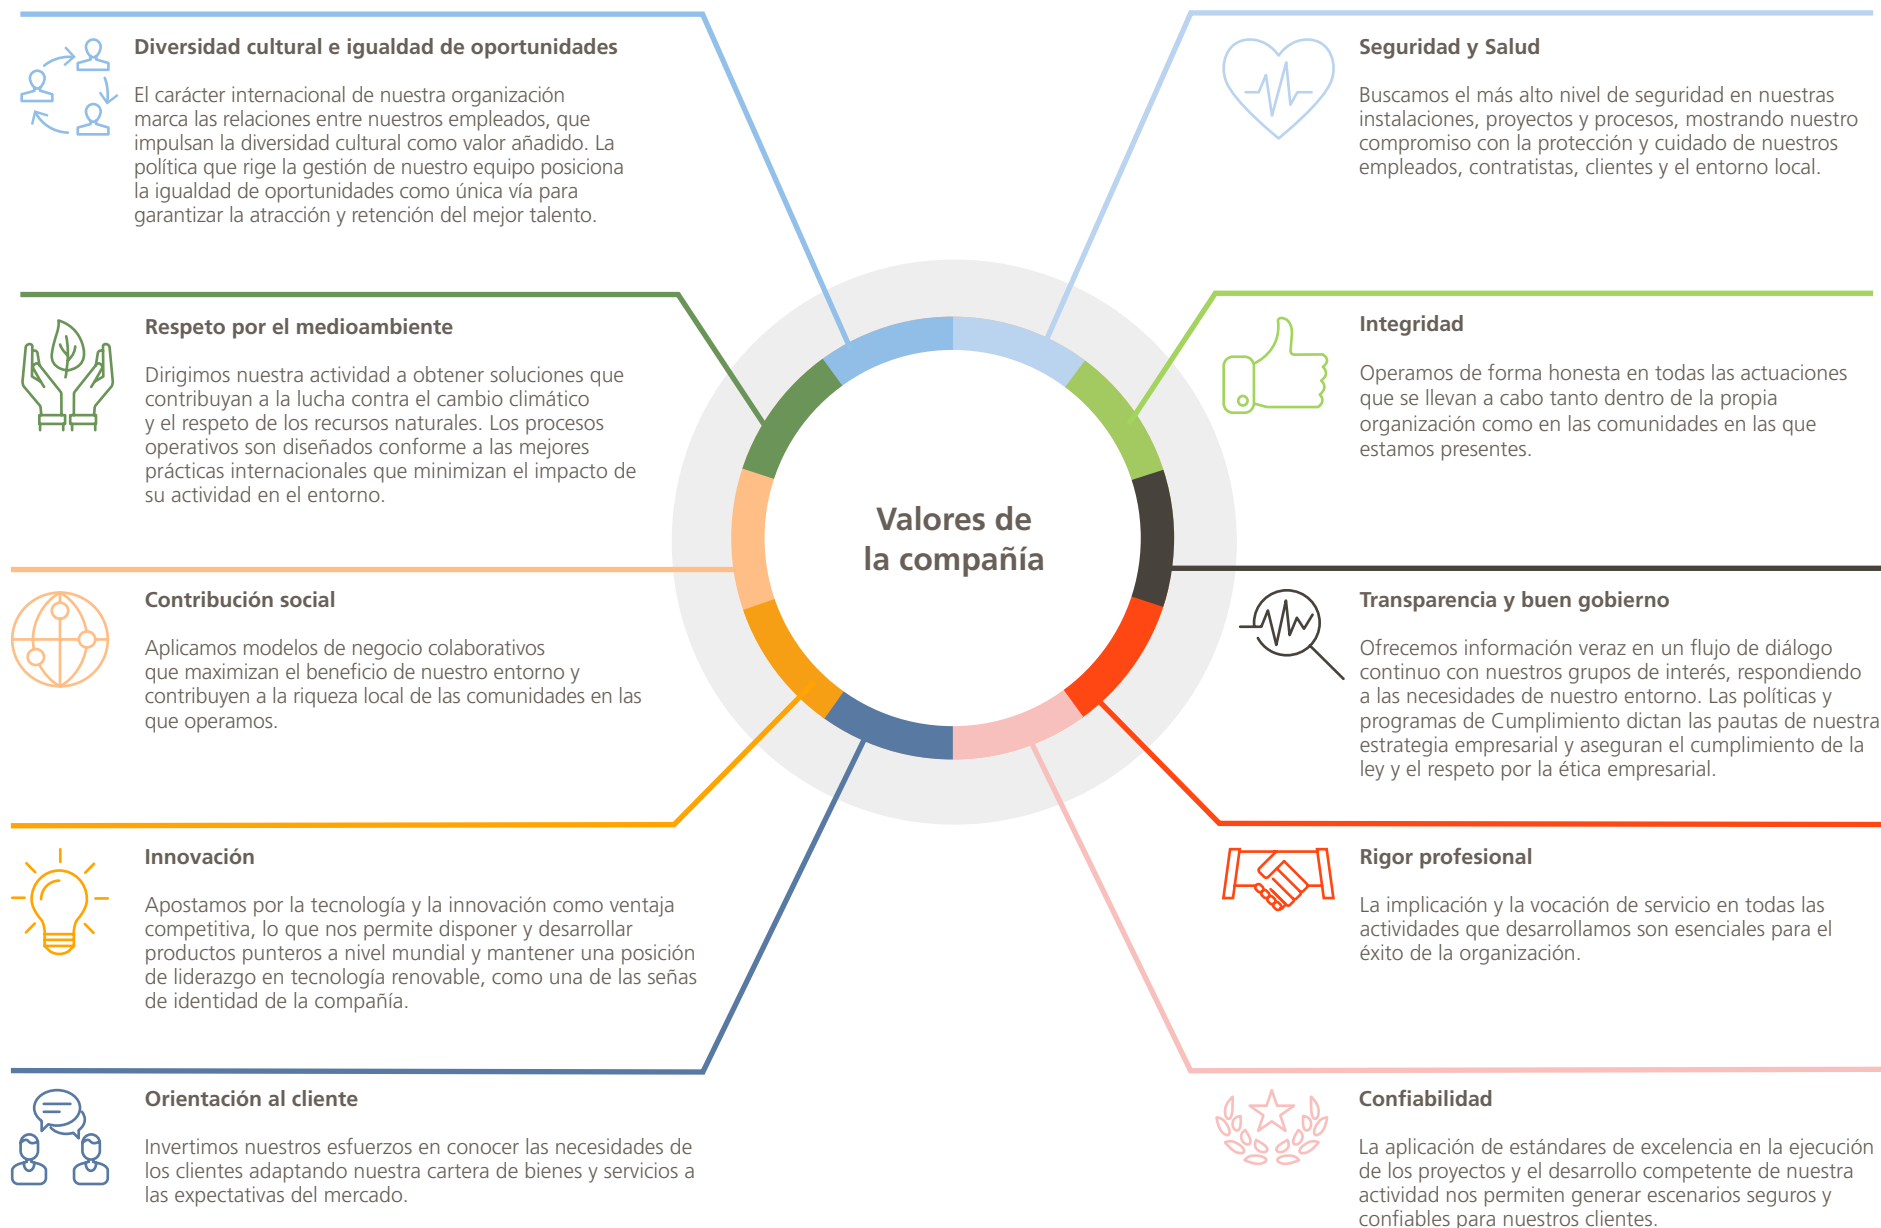 Diversidad cultural e igualdad de oportunidades
El carácter internacional de nuestra organización
marca las relaciones entre nuestros empleados, que
impulsan la diversidad cultural como valor añadido. La
política que rige la gestión de nuestro equipo posiciona
la igualdad de oportunidades como única vía para
garantizar la atracción y retención del mejor talento.
Respeto por el medioambiente
Dirigimos nuestra actividad a obtener soluciones que
contribuyan a la lucha contra el cambio climático
y el respeto de los recursos naturales. Los procesos
operativos son diseñados conforme a las mejores
prácticas internacionales que minimizan el impacto de
su actividad en el entorno.
Contribución social
Aplicamos modelos de negocio colaborativos
que maximizan el beneficio de nuestro entorno y
contribuyen a la riqueza local de las comunidades en las
que operamos.
Innovación
Apostamos por la tecnología y la innovación como ventaja
competitiva, lo que nos permite disponer y desarrollar
productos punteros a nivel mundial y mantener una posición
de liderazgo en tecnología renovable, como una de las señas
de identidad de la compañía.
Orientación al cliente
Invertimos nuestros esfuerzos en conocer las necesidades de
los clientes adaptando nuestra cartera de bienes y servicios a
las expectativas del mercado.
Valores de
la compañía
Seguridad y Salud
Buscamos el más alto nivel de seguridad en nuestras
instalaciones, proyectos y procesos, mostrando nuestro
compromiso con la protección y cuidado de nuestros
empleados, contratistas, clientes y el entorno local.
Integridad
Operamos de forma honesta en todas las actuaciones
que se llevan a cabo tanto dentro de la propia
organización como en las comunidades en las que
estamos presentes.
Transparencia y buen gobierno
Ofrecemos información veraz en un flujo de diálogo
continuo con nuestros grupos de interés, respondiendo
a las necesidades de nuestro entorno. Las políticas y
programas de Cumplimiento dictan las pautas de nuestra
estrategia empresarial y aseguran el cumplimiento de la
ley y el respeto por la ética empresarial.
Rigor profesional
La implicación y la vocación de servicio en todas las
actividades que desarrollamos son esenciales para el
éxito de la organización.
Confiabilidad
La aplicación de estándares de excelencia en la ejecución
de los proyectos y el desarrollo competente de nuestra
actividad nos permiten generar escenarios seguros y
confiables para nuestros clientes.